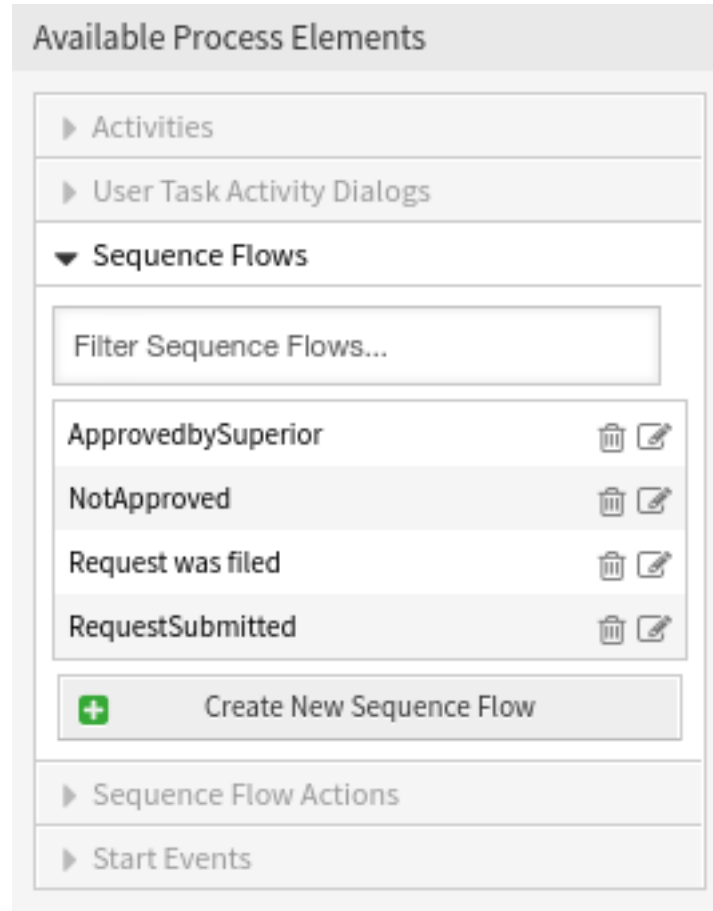 Available Process Elements
Activities
User Task Activity Dialogs
Sequence Flows
Filter Sequence Flows...
ApprovedbySuperior
NotApproved
Request was filed
RequestSubmitted
Create New Sequence Flow
Sequence Flow Actions
Start Events